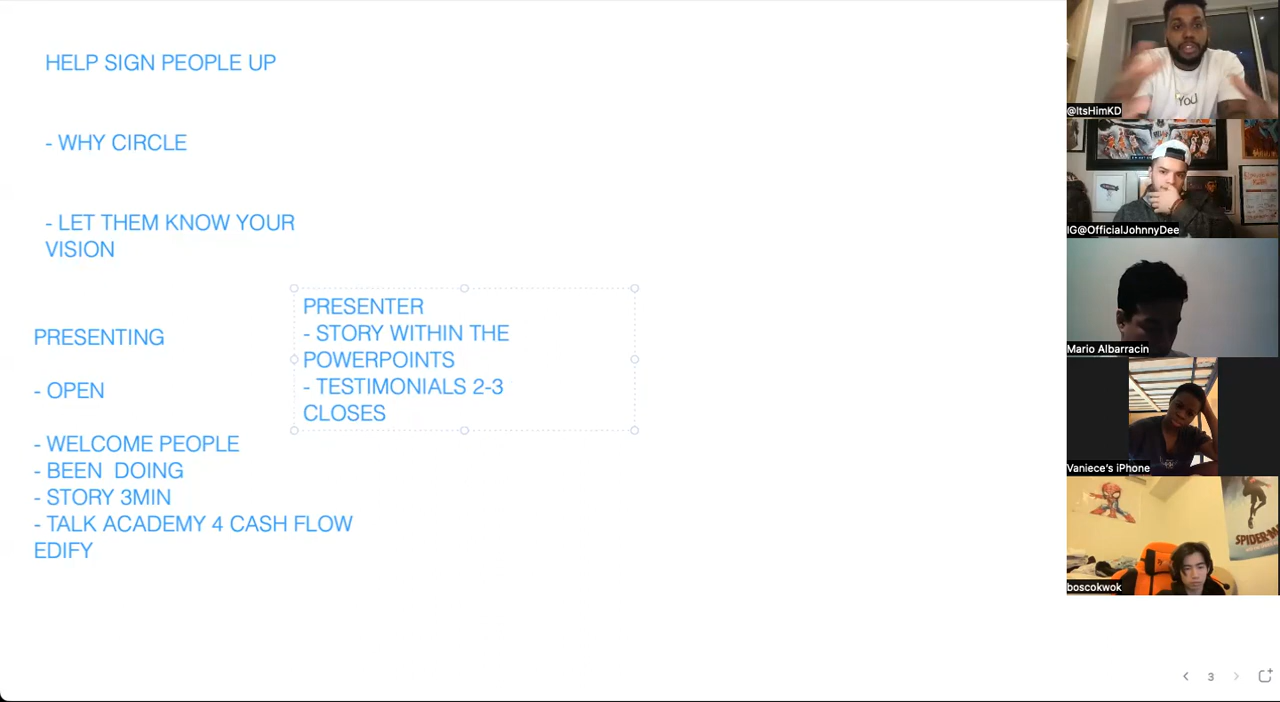 HELP SIGN PEOPLE UP
- WHY CIRCLE
- LET THEM KNOW YOUR
VISION
PRESENTING
- OPEN
- WELCOME PEOPLE
- BEEN  DOING
- STORY 3MIN
- TALK ACADEMY 4 CASH FLOW
EDIFY
PRESENTER
- STORY WITHIN THE
POWERPOINTS
- TESTIMONIALS 2-3
CLOSES
YOU
@ItsHimKD
IG@OfficialJohnnyDee
Mario Albarracin
Vaniece's iPhone
SPIDER-M
boscokwok
3